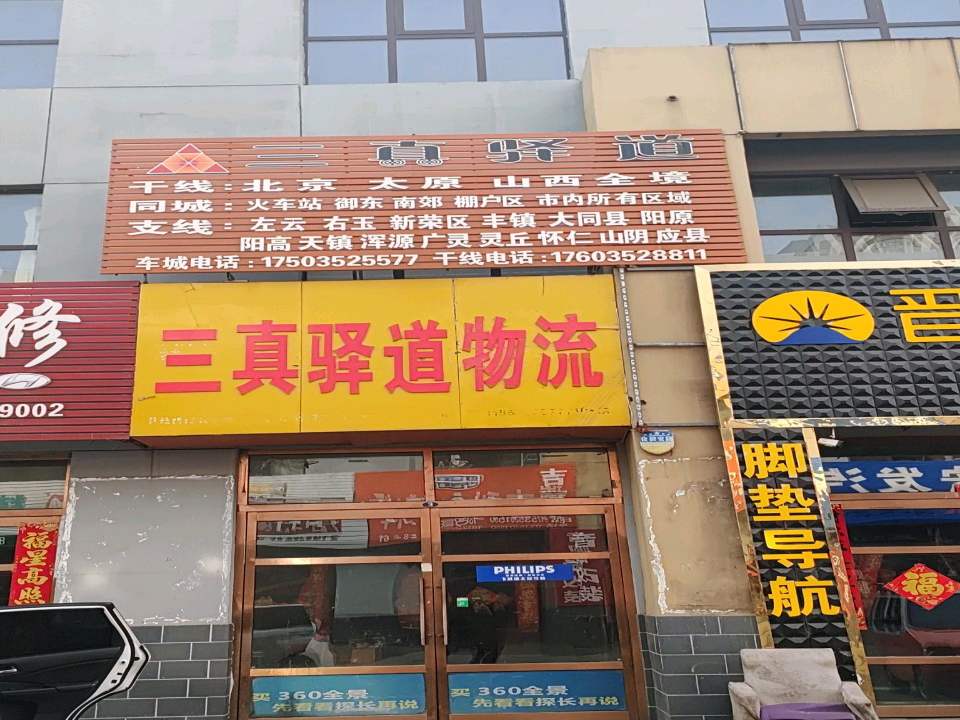 三真驿道
干线：北京 太原 山西全境
同城：火车站 御东 南郊 棚户区 市内所有区域
支线：左云 右玉 新荣区 丰镇 大同县 阳原
阳高 天镇 浑源 广灵 灵丘 怀仁 山阴 应县
车城电话：17503525577 干线电话：17603528811
三真驿道物流
修
9002
晋
脚垫导航
福星高照
PHILIPS
福
买 360全景
先看看探长再说
买 360全景
先看看探长再说